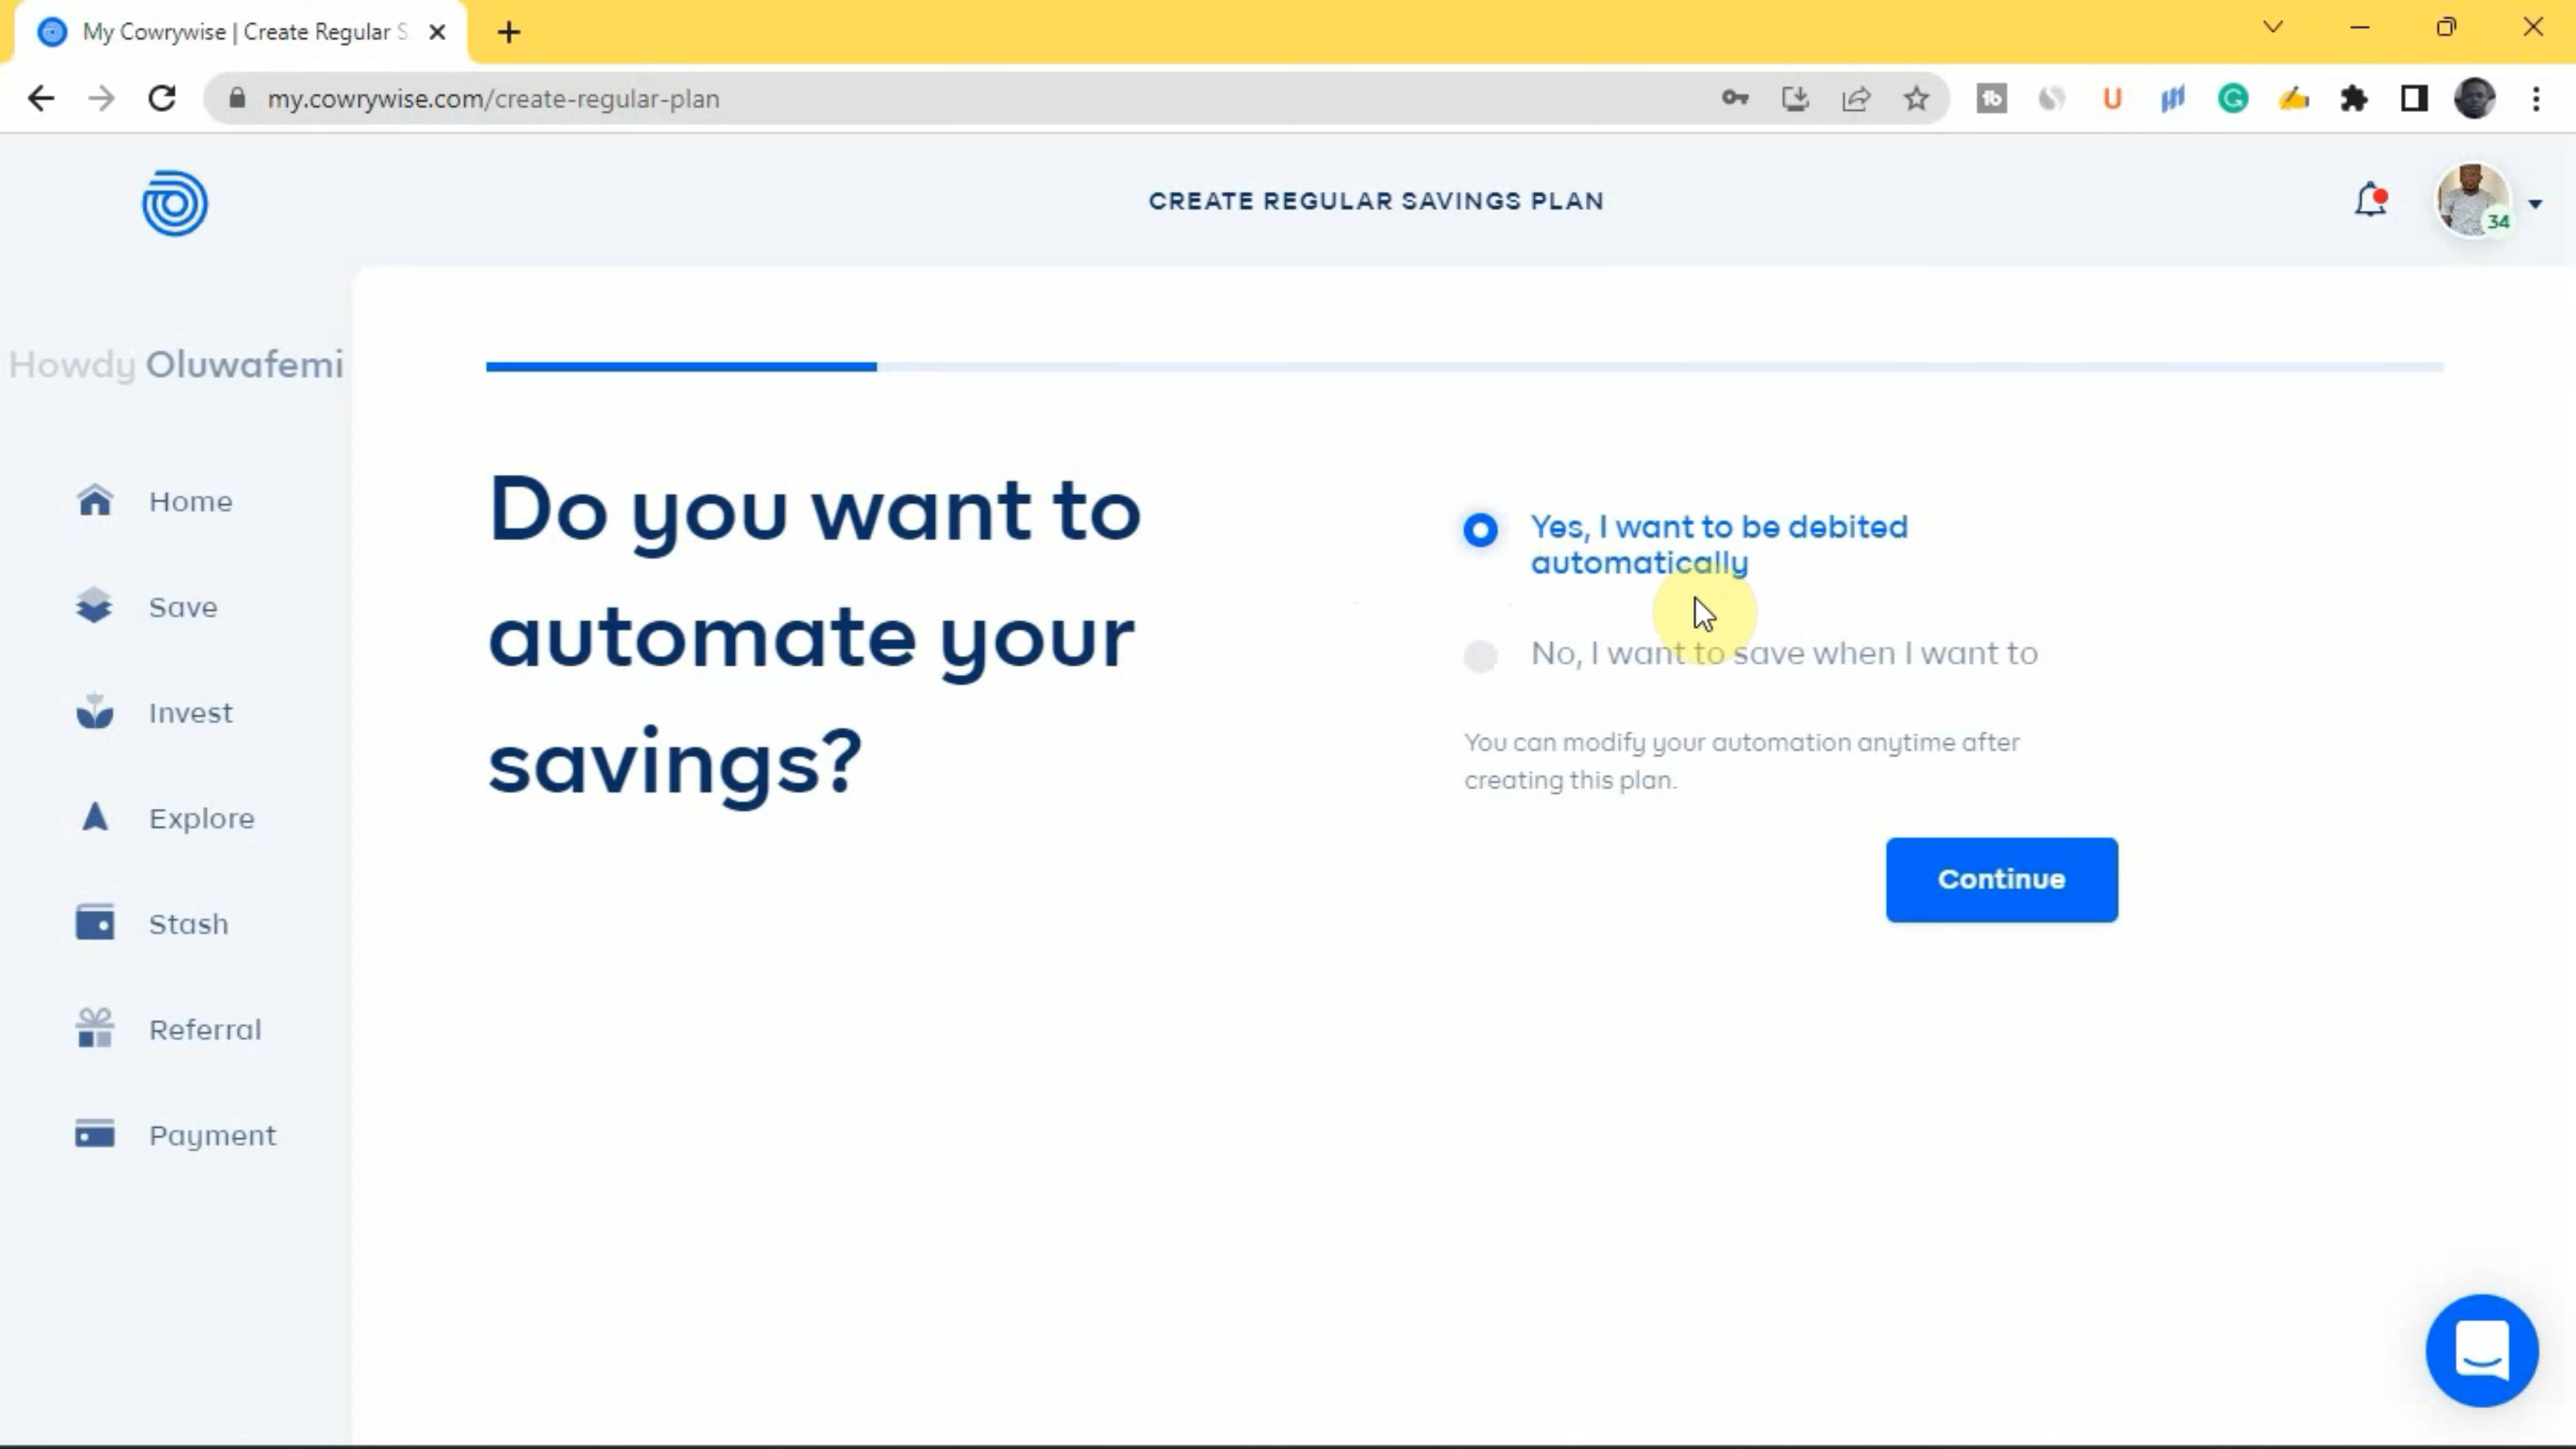 My Cowrywise | Create Regular S
my.cowrywise.com/create-regular-plan
tb
U
G
CREATE REGULAR SAVINGS PLAN
34
Howdy Oluwafemi
Home
Save
Invest
Explore
Stash
Referral
Payment
Do you want to
automate your
savings?
Yes, I want to be debited
automatically
No, I want to save when I want to
You can modify your automation anytime after
creating this plan.
Continue